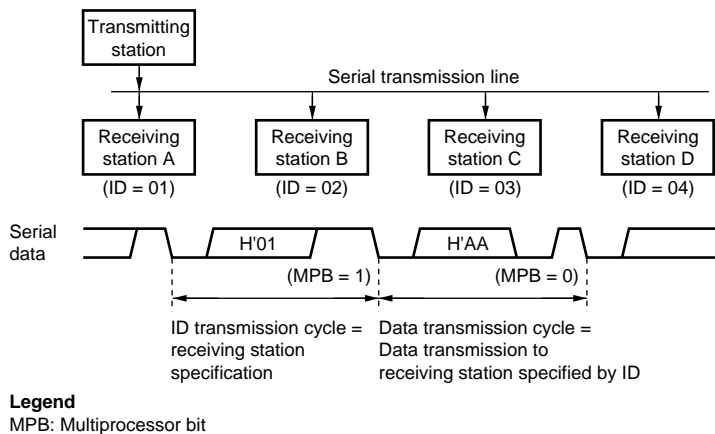 Transmitting
station
Serial transmission line
Receiving
station A
Receiving
station B
Receiving
station C
Receiving
station D
(ID = 01)
(ID = 02)
(ID = 03)
(ID = 04)
Serial
data
H'01
H'AA
(MPB = 1)
(MPB = 0)
ID transmission cycle =
receiving station
specification
Data transmission cycle =
Data transmission to
receiving station specified by ID
Legend
MPB: Multiprocessor bit